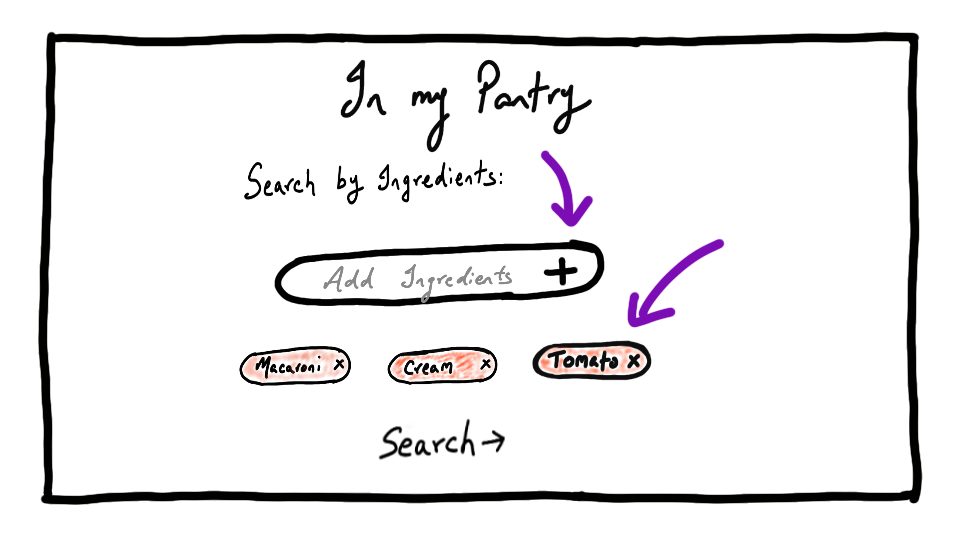 In my Pantry
Search by Ingredients:
Add Ingredients +
Macaroni x Cream x Tomato x
Search →